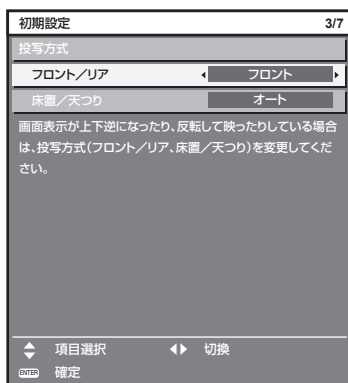 初期設定 3/7
投写方式
フロント／リア フロント
床置／天つり オート
画面表示が上下逆になったり、反転して映ったりしている場合
は、投写方式（フロント／リア、床置／天つり）を変更してくだ
さい。
項目選択 切換
ENTER 確定